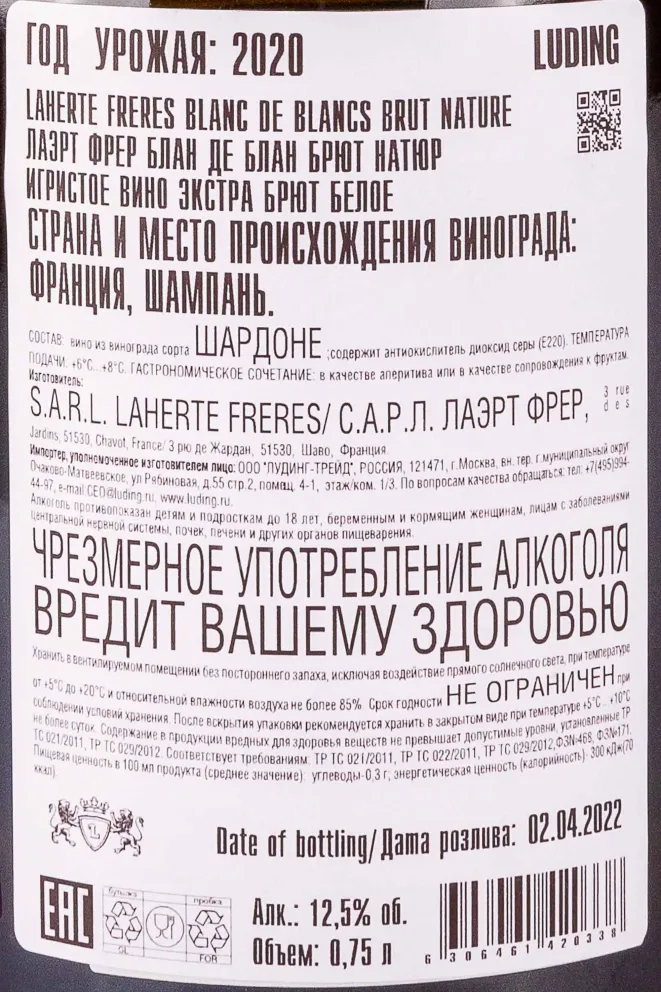 ГОД УРОЖАЯ: 2020
LUDING
LAHERTE FRERES BLANC DE BLANCS BRUT NATURE
ЛАЭРТ ФРЕР БЛАН ДЕ БЛАН БРЮТ НАТЮР
ИГРИСТОЕ ВИНО ЭКСТРА БРЮТ БЕЛОЕ
СТРАНА И МЕСТО ПРОИСХОЖДЕНИЯ ВИНОГРАДА:
ФРАНЦИЯ, ШАМПАНЬ.
СОСТАВ: вино из винограда сорта ШАРДОНЕ ;содержит антиокислитель диоксид серы (Е220). ТЕМПЕРАТУРА
ПОДАЧИ: +6°С...+8°С. ГАСТРОНОМИЧЕСКОЕ СОЧЕТАНИЕ: в качестве аперитива или в качестве сопровождения к фруктам.
Изготовитель:
S.A.R.L. LAHERTE FRERES/ С.А.Р.Л. ЛАЭРТ ФРЕР, 3 rue des
Jardins, 51530, Chavot, France/ 3 рю де Жардан, 51530, Шаво, Франция.
Импортер, уполномоченное изготовителем лицо: ООО "ЛУДИНГ-ТРЕЙД", РОССИЯ, 121471, г.Москва, вн. тер. г.муниципальный округ
Очаково-Матвеевское, ул Рябиновая, д.55 стр.2, помещ. 4-1, этаж/ком. 1/3. По вопросам качества обращаться: тел: +7(495)994-
44-97, e-mail:CEO@luding.ru, www.luding.ru.
Алкоголь противопоказан детям и подросткам до 18 лет, беременным и кормящим женщинам, лицам с заболеваниями
центральной нервной системы, почек, печени и других органов пищеварения.
ЧРЕЗМЕРНОЕ УПОТРЕБЛЕНИЕ АЛКОГОЛЯ
ВРЕДИТ ВАШЕМУ ЗДОРОВЬЮ
Хранить в вентилируемом помещении без постороннего запаха, исключая воздействие прямого солнечного света, при температуре
от +5°С до +20°С и относительной влажности воздуха не более 85%. Срок годности НЕ ОГРАНИЧЕН при
соблюдении условий хранения. После вскрытия упаковки рекомендуется хранить в закрытом виде при температуре +5°С...+10°С
не более суток. Содержание в продукции вредных для здоровья веществ не превышает допустимые уровни, установленные ТР
ТС 021/2011, ТР ТС 029/2012. Соответствует требованиям: ТР ТС 021/2011, ТР ТС 022/2011, ТР ТС 029/2012,ФЗ№468, ФЗ№171.
Пищевая ценность в 100 мл продукта (среднее значение): углеводы-0,3 г; энергетическая ценность (калорийность)- 300 кДж(70
ккал).
L
Date of bottling/Дата розлива: 02.04.2022
EAC
бутылка
GL
пробка
FOR
Алк.: 12,5% об.
Объем: 0,75 л
6 306461 420338